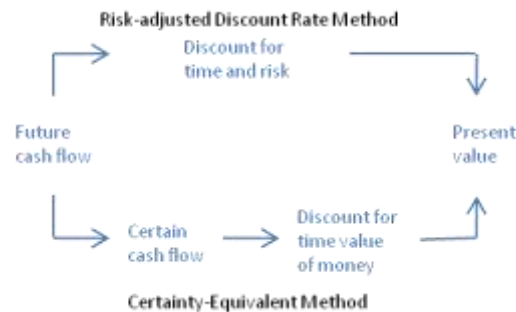 Risk-adjusted Discount Rate Method
Discount for
time and risk
Future
cash flow
Present
value
Certain
cash flow
Discount for
time value
of money
Certainty-Equivalent Method